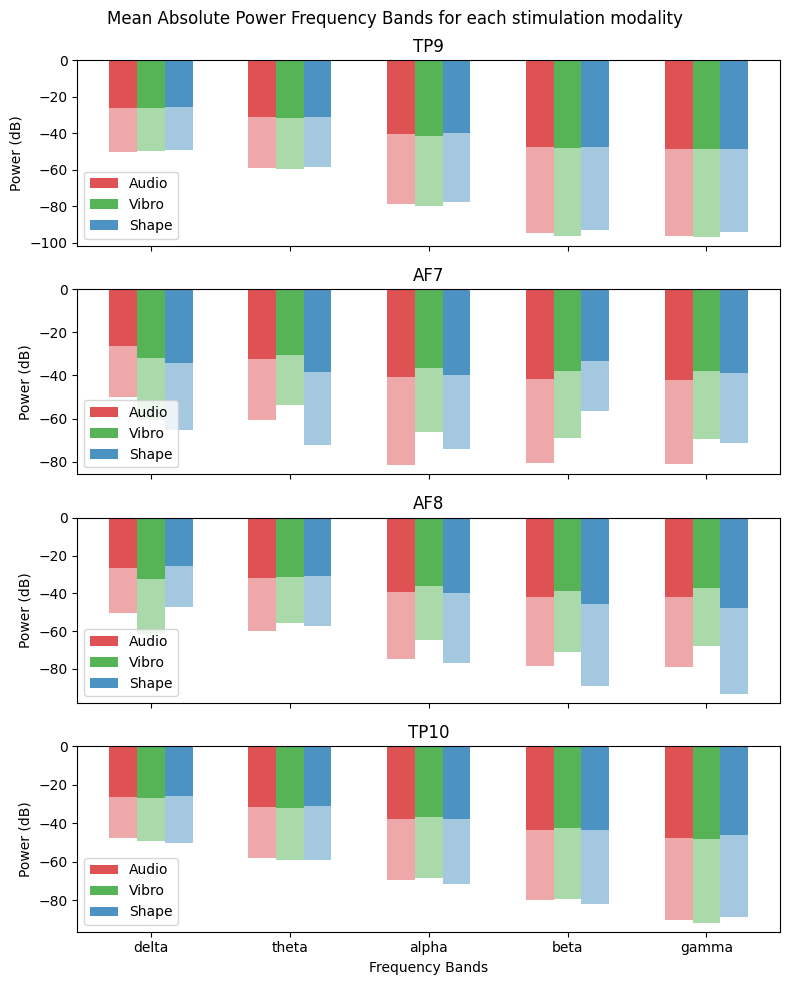 Mean Absolute Power Frequency Bands for each stimulation modality
TP9
Power (dB)
0
−20
−40
−60
−80
−100
Audio
Vibro
Shape
AF7
Power (dB)
0
−20
−40
−60
−80
Audio
Vibro
Shape
AF8
Power (dB)
0
−20
−40
−60
−80
Audio
Vibro
Shape
TP10
Power (dB)
0
−20
−40
−60
−80
Audio
Vibro
Shape
delta theta alpha beta gamma
Frequency Bands